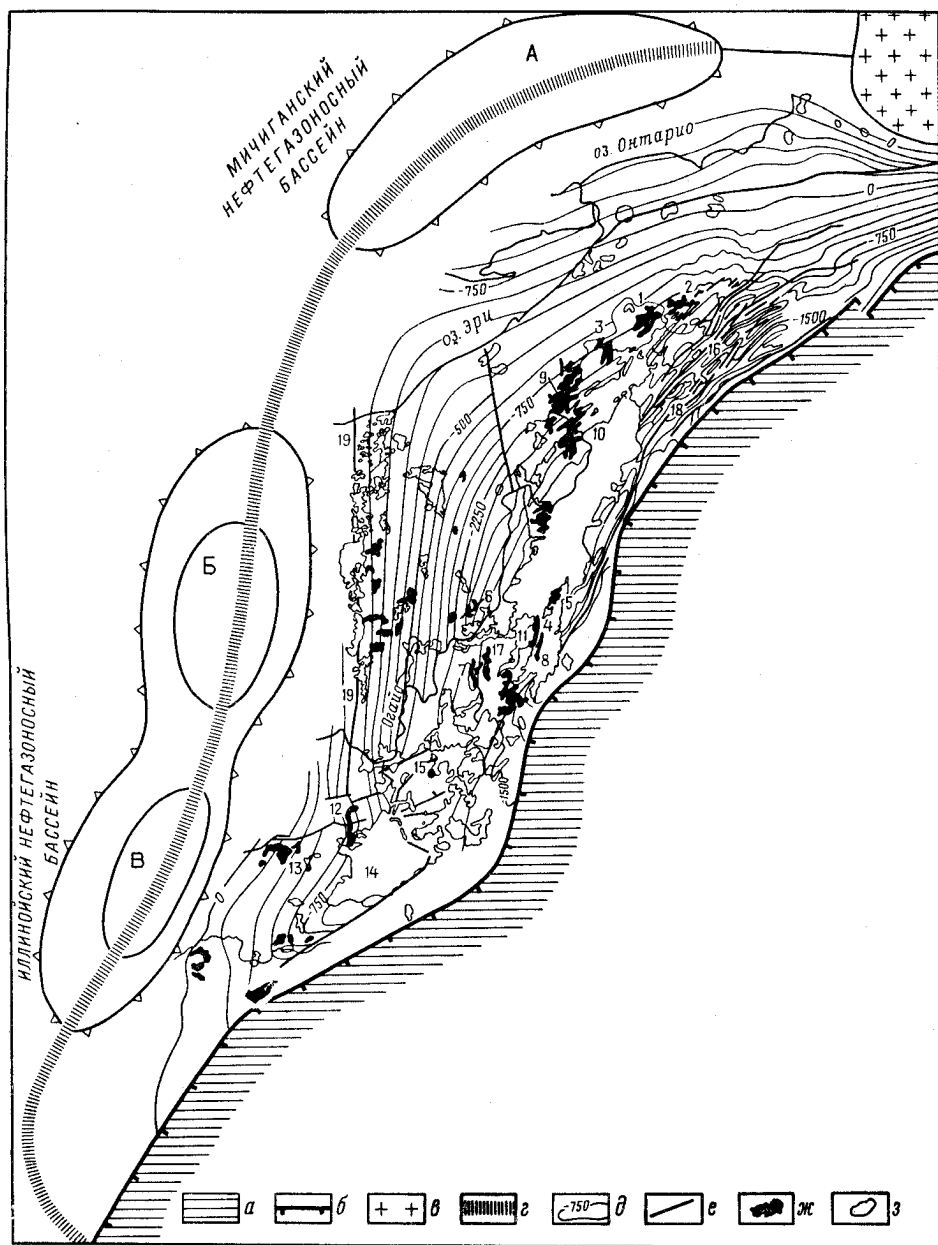 А
МИЧИГАНСКИЙ
НЕФТЕГАЗОНОСНЫЙ
БАССЕЙН
оз. Онтарио
0
-750
-750
оз. Эри
1
2
3
-1500
16
9
-750
18
10
-500
19
Б
-2250
6
5
4
11
17
8
7
19
Огайо
ИЛЛИНОЙСКИЙ НЕФТЕГАЗОНОСНЫЙ
БАССЕЙН
15
-1500
12
В
13
14
0
-750
а б в г -750 д е ж з